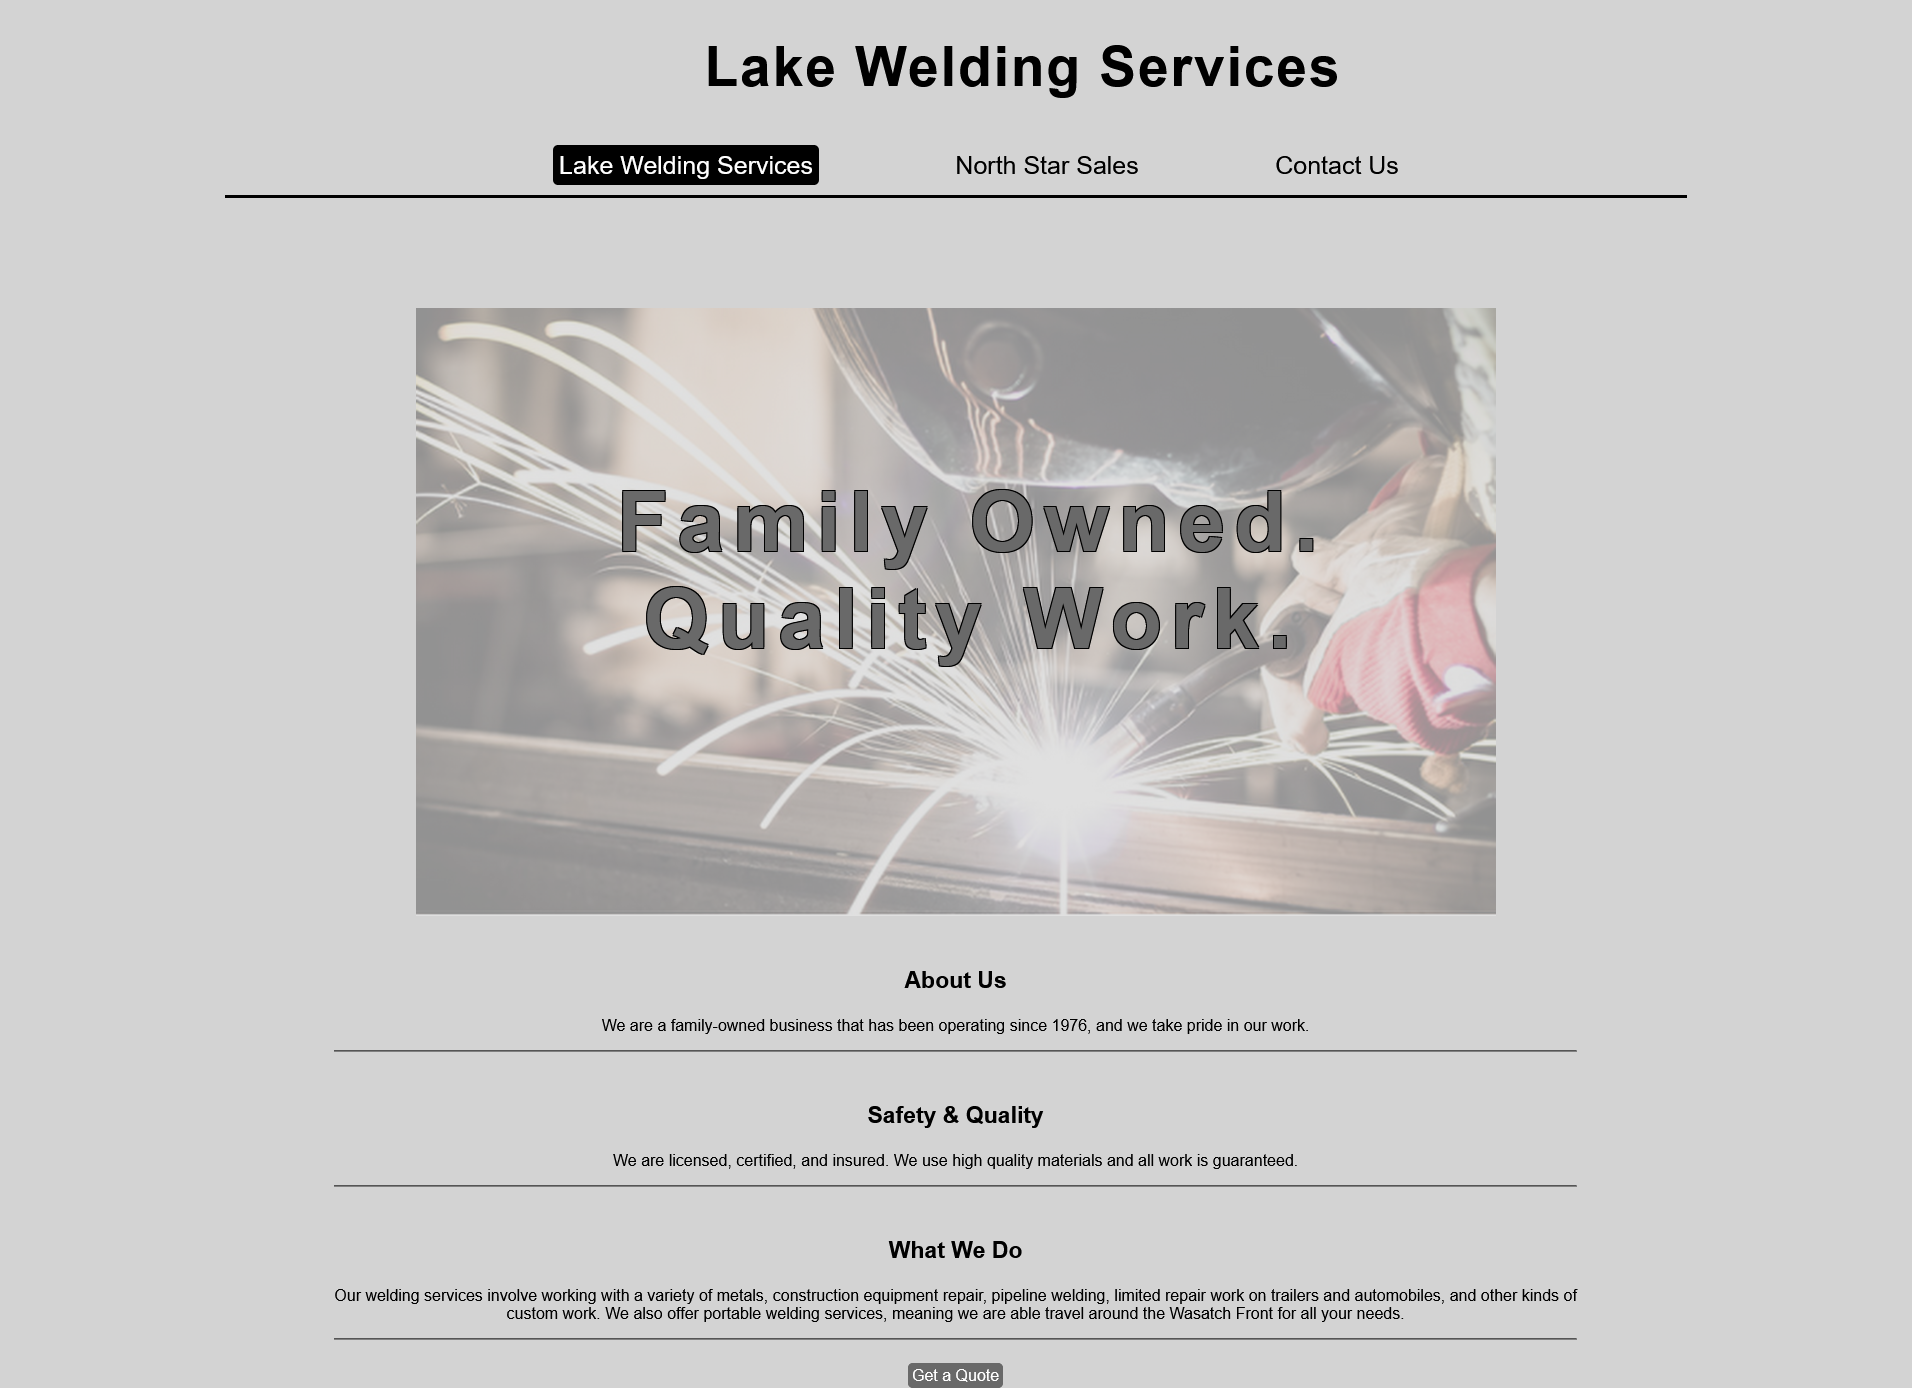 Lake Welding Services
Lake Welding Services North Star Sales Contact Us
Family Owned.
Quality Work.
About Us
We are a family-owned business that has been operating since 1976, and we take pride in our work.
Safety & Quality
We are licensed, certified, and insured. We use high quality materials and all work is guaranteed.
What We Do
Our welding services involve working with a variety of metals, construction equipment repair, pipeline welding, limited repair work on trailers and automobiles, and other kinds of
custom work. We also offer portable welding services, meaning we are able travel around the Wasatch Front for all your needs.
Get a Quote